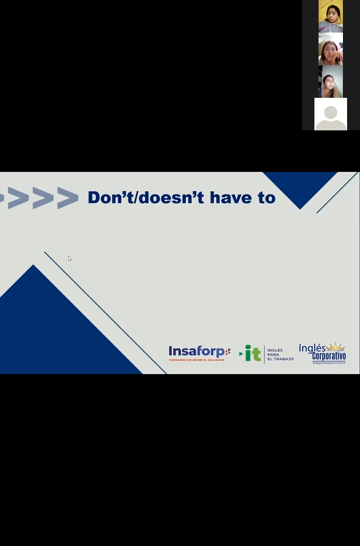 Don't/doesn't have to
Insaforp
it
INGLÉS
PARA
EL TRABAJO
Inglés
Corporativo